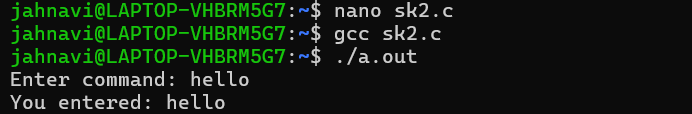 jahnavi@LAPTOP-VHBRM5G7:~$ nano sk2.c
jahnavi@LAPTOP-VHBRM5G7:~$ gcc sk2.c
jahnavi@LAPTOP-VHBRM5G7:~$ ./a.out
Enter command: hello
You entered: hello